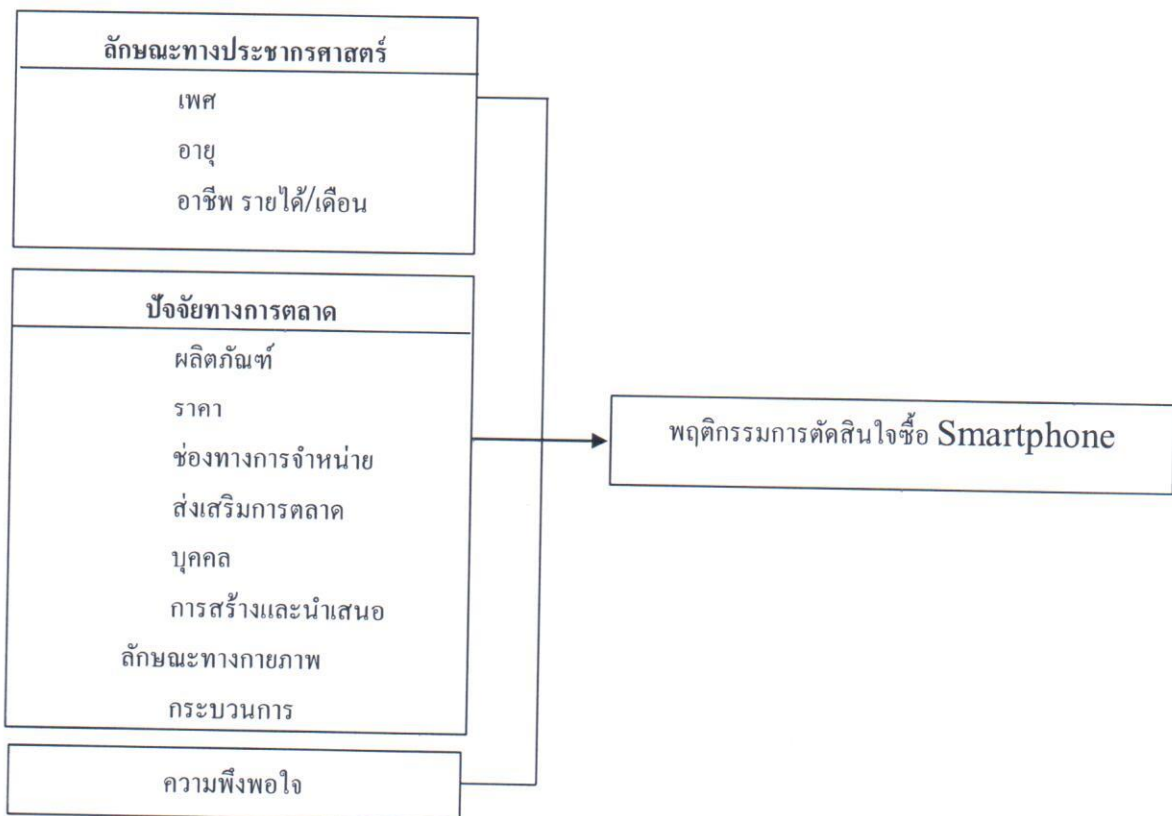 ลักษณะทางประชากรศาสตร์
เพศ
อายุ
อาชีพ รายได้/เดือน
ปัจจัยทางการตลาด
ผลิตภัณฑ์
ราคา
ช่องทางการจำหน่าย
ส่งเสริมการตลาด
บุคคล
การสร้างและนำเสนอ
ลักษณะทางกายภาพ
กระบวนการ
ความพึงพอใจ
พฤติกรรมการตัดสินใจซื้อ Smartphone